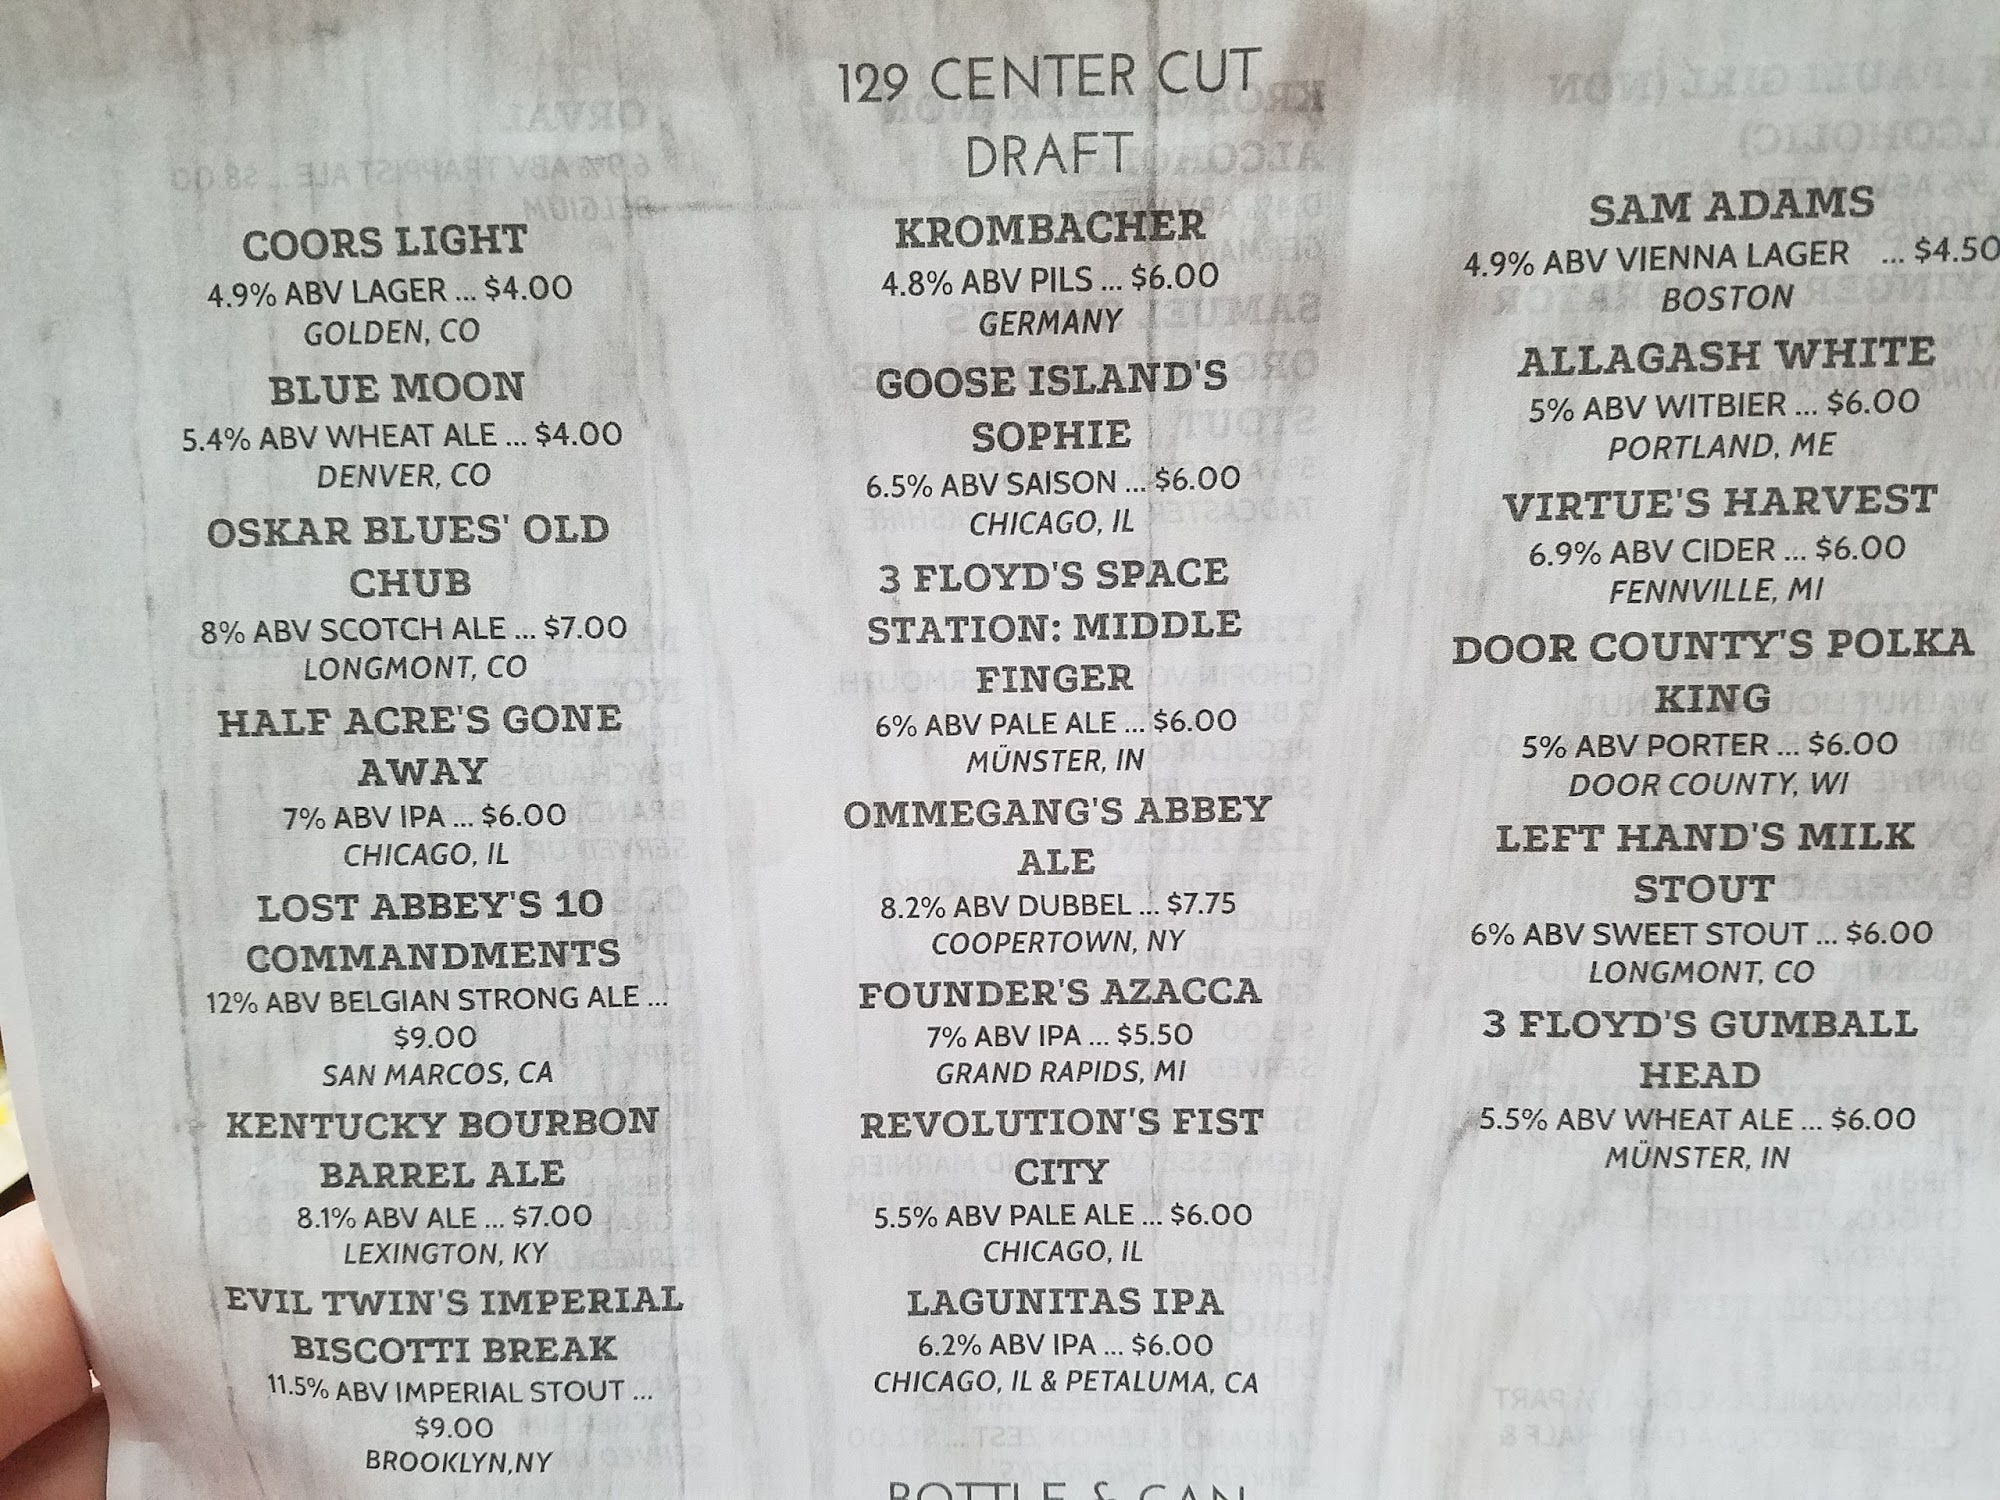 129 CENTER CUT
DRAFT
COORS LIGHT
4.9% ABV LAGER ... $4.00
GOLDEN, CO
BLUE MOON
5.4% ABV WHEAT ALE ... $4.00
DENVER, CO
OSKAR BLUES' OLD
CHUB
8% ABV SCOTCH ALE ... $7.00
LONGMONT, CO
HALF ACRE'S GONE
AWAY
7% ABV IPA ... $6.00
CHICAGO, IL
LOST ABBEY'S 10
COMMANDMENTS
12% ABV BELGIAN STRONG ALE ...
$9.00
SAN MARCOS, CA
KENTUCKY BOURBON
BARREL ALE
8.1% ABV ALE ... $7.00
LEXINGTON, KY
EVIL TWIN'S IMPERIAL
BISCOTTI BREAK
11.5% ABV IMPERIAL STOUT ...
$9.00
BROOKLYN,NY
KROMBACHER
4.8% ABV PILS ... $6.00
GERMANY
GOOSE ISLAND'S
SOPHIE
6.5% ABV SAISON ... $6.00
CHICAGO, IL
3 FLOYD'S SPACE
STATION: MIDDLE
FINGER
6% ABV PALE ALE ... $6.00
MÜNSTER, IN
OMMEGANG'S ABBEY
ALE
8.2% ABV DUBBEL ... $7.75
COOPERTOWN, NY
FOUNDER'S AZACCA
7% ABV IPA ... $5.50
GRAND RAPIDS, MI
REVOLUTION'S FIST
CITY
5.5% ABV PALE ALE ... $6.00
CHICAGO, IL
LAGUNITAS IPA
6.2% ABV IPA ... $6.00
CHICAGO, IL & PETALUMA, CA
BOTTLE & CAN
SAM ADAMS
4.9% ABV VIENNA LAGER ... $4.50
BOSTON
ALLAGASH WHITE
5% ABV WITBIER ... $6.00
PORTLAND, ME
VIRTUE'S HARVEST
6.9% ABV CIDER ... $6.00
FENNVILLE, MI
DOOR COUNTY'S POLKA
KING
5% ABV PORTER ... $6.00
DOOR COUNTY, WI
LEFT HAND'S MILK
STOUT
6% ABV SWEET STOUT ... $6.00
LONGMONT, CO
3 FLOYD'S GUMBALL
HEAD
5.5% ABV WHEAT ALE ... $6.00
MÜNSTER, IN